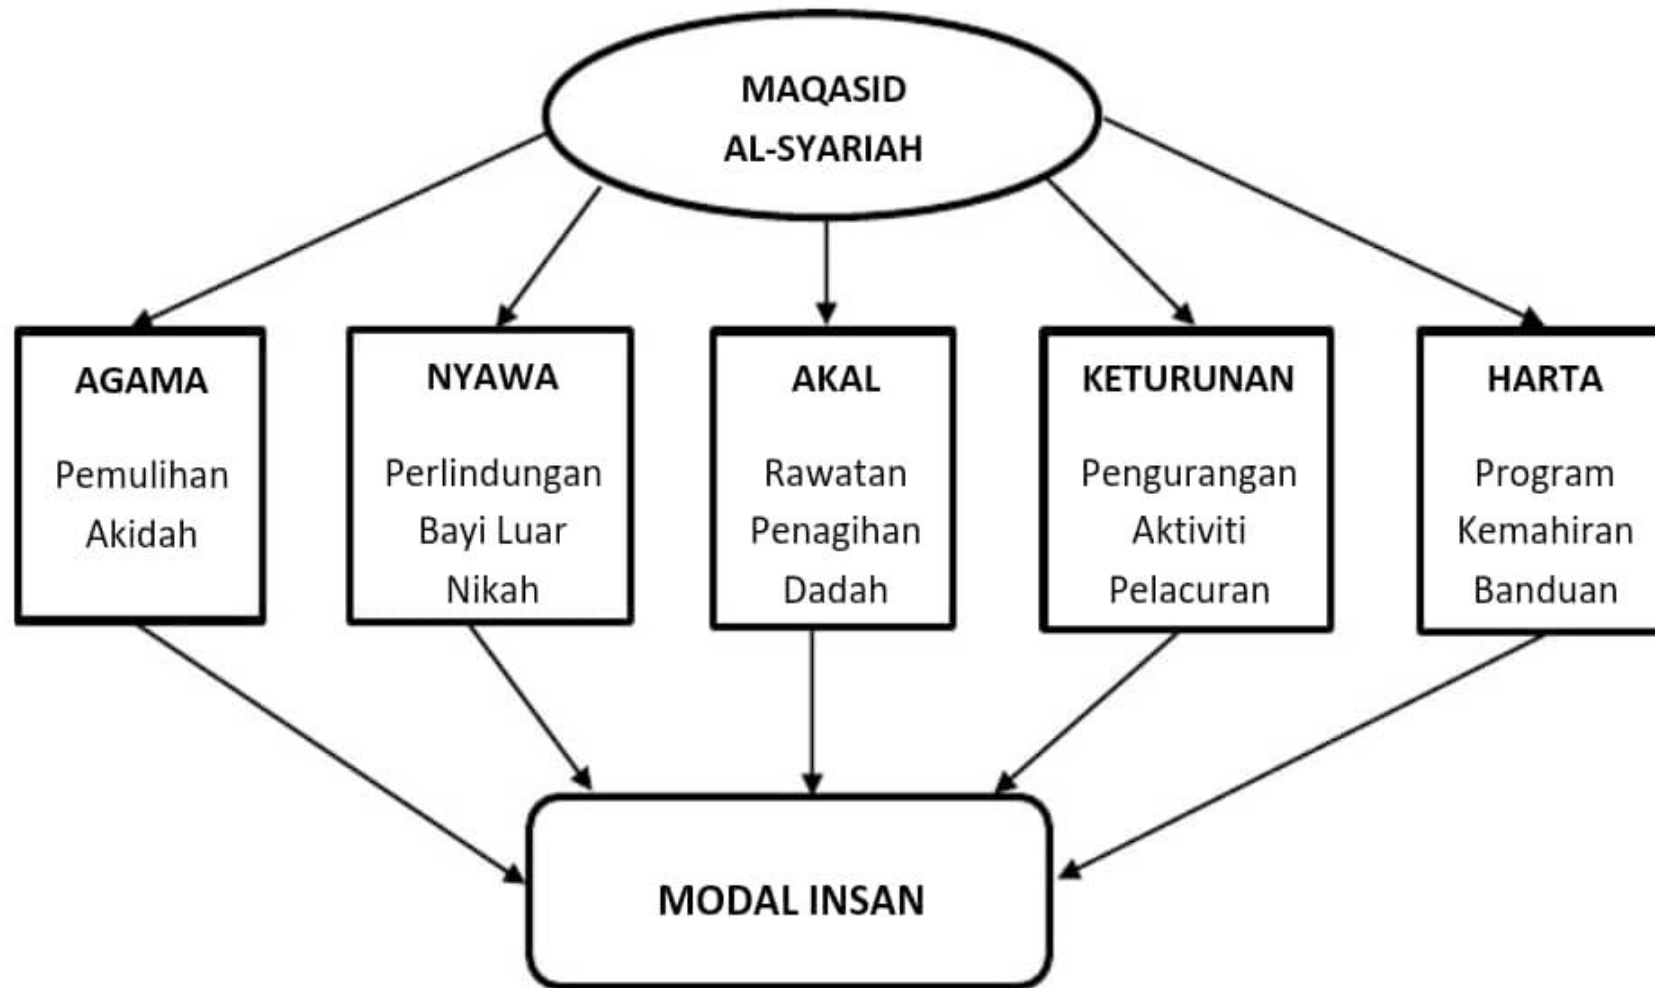 MAQASID
AL-SYARIAH
AGAMA
Pemulihan
Akidah
NYAWA
Perlindungan
Bayi Luar
Nikah
AKAL
Rawatan
Penagihan
Dadah
KETURUNAN
Pengurangan
Aktiviti
Pelacuran
HARTA
Program
Kemahiran
Banduan
MODAL INSAN